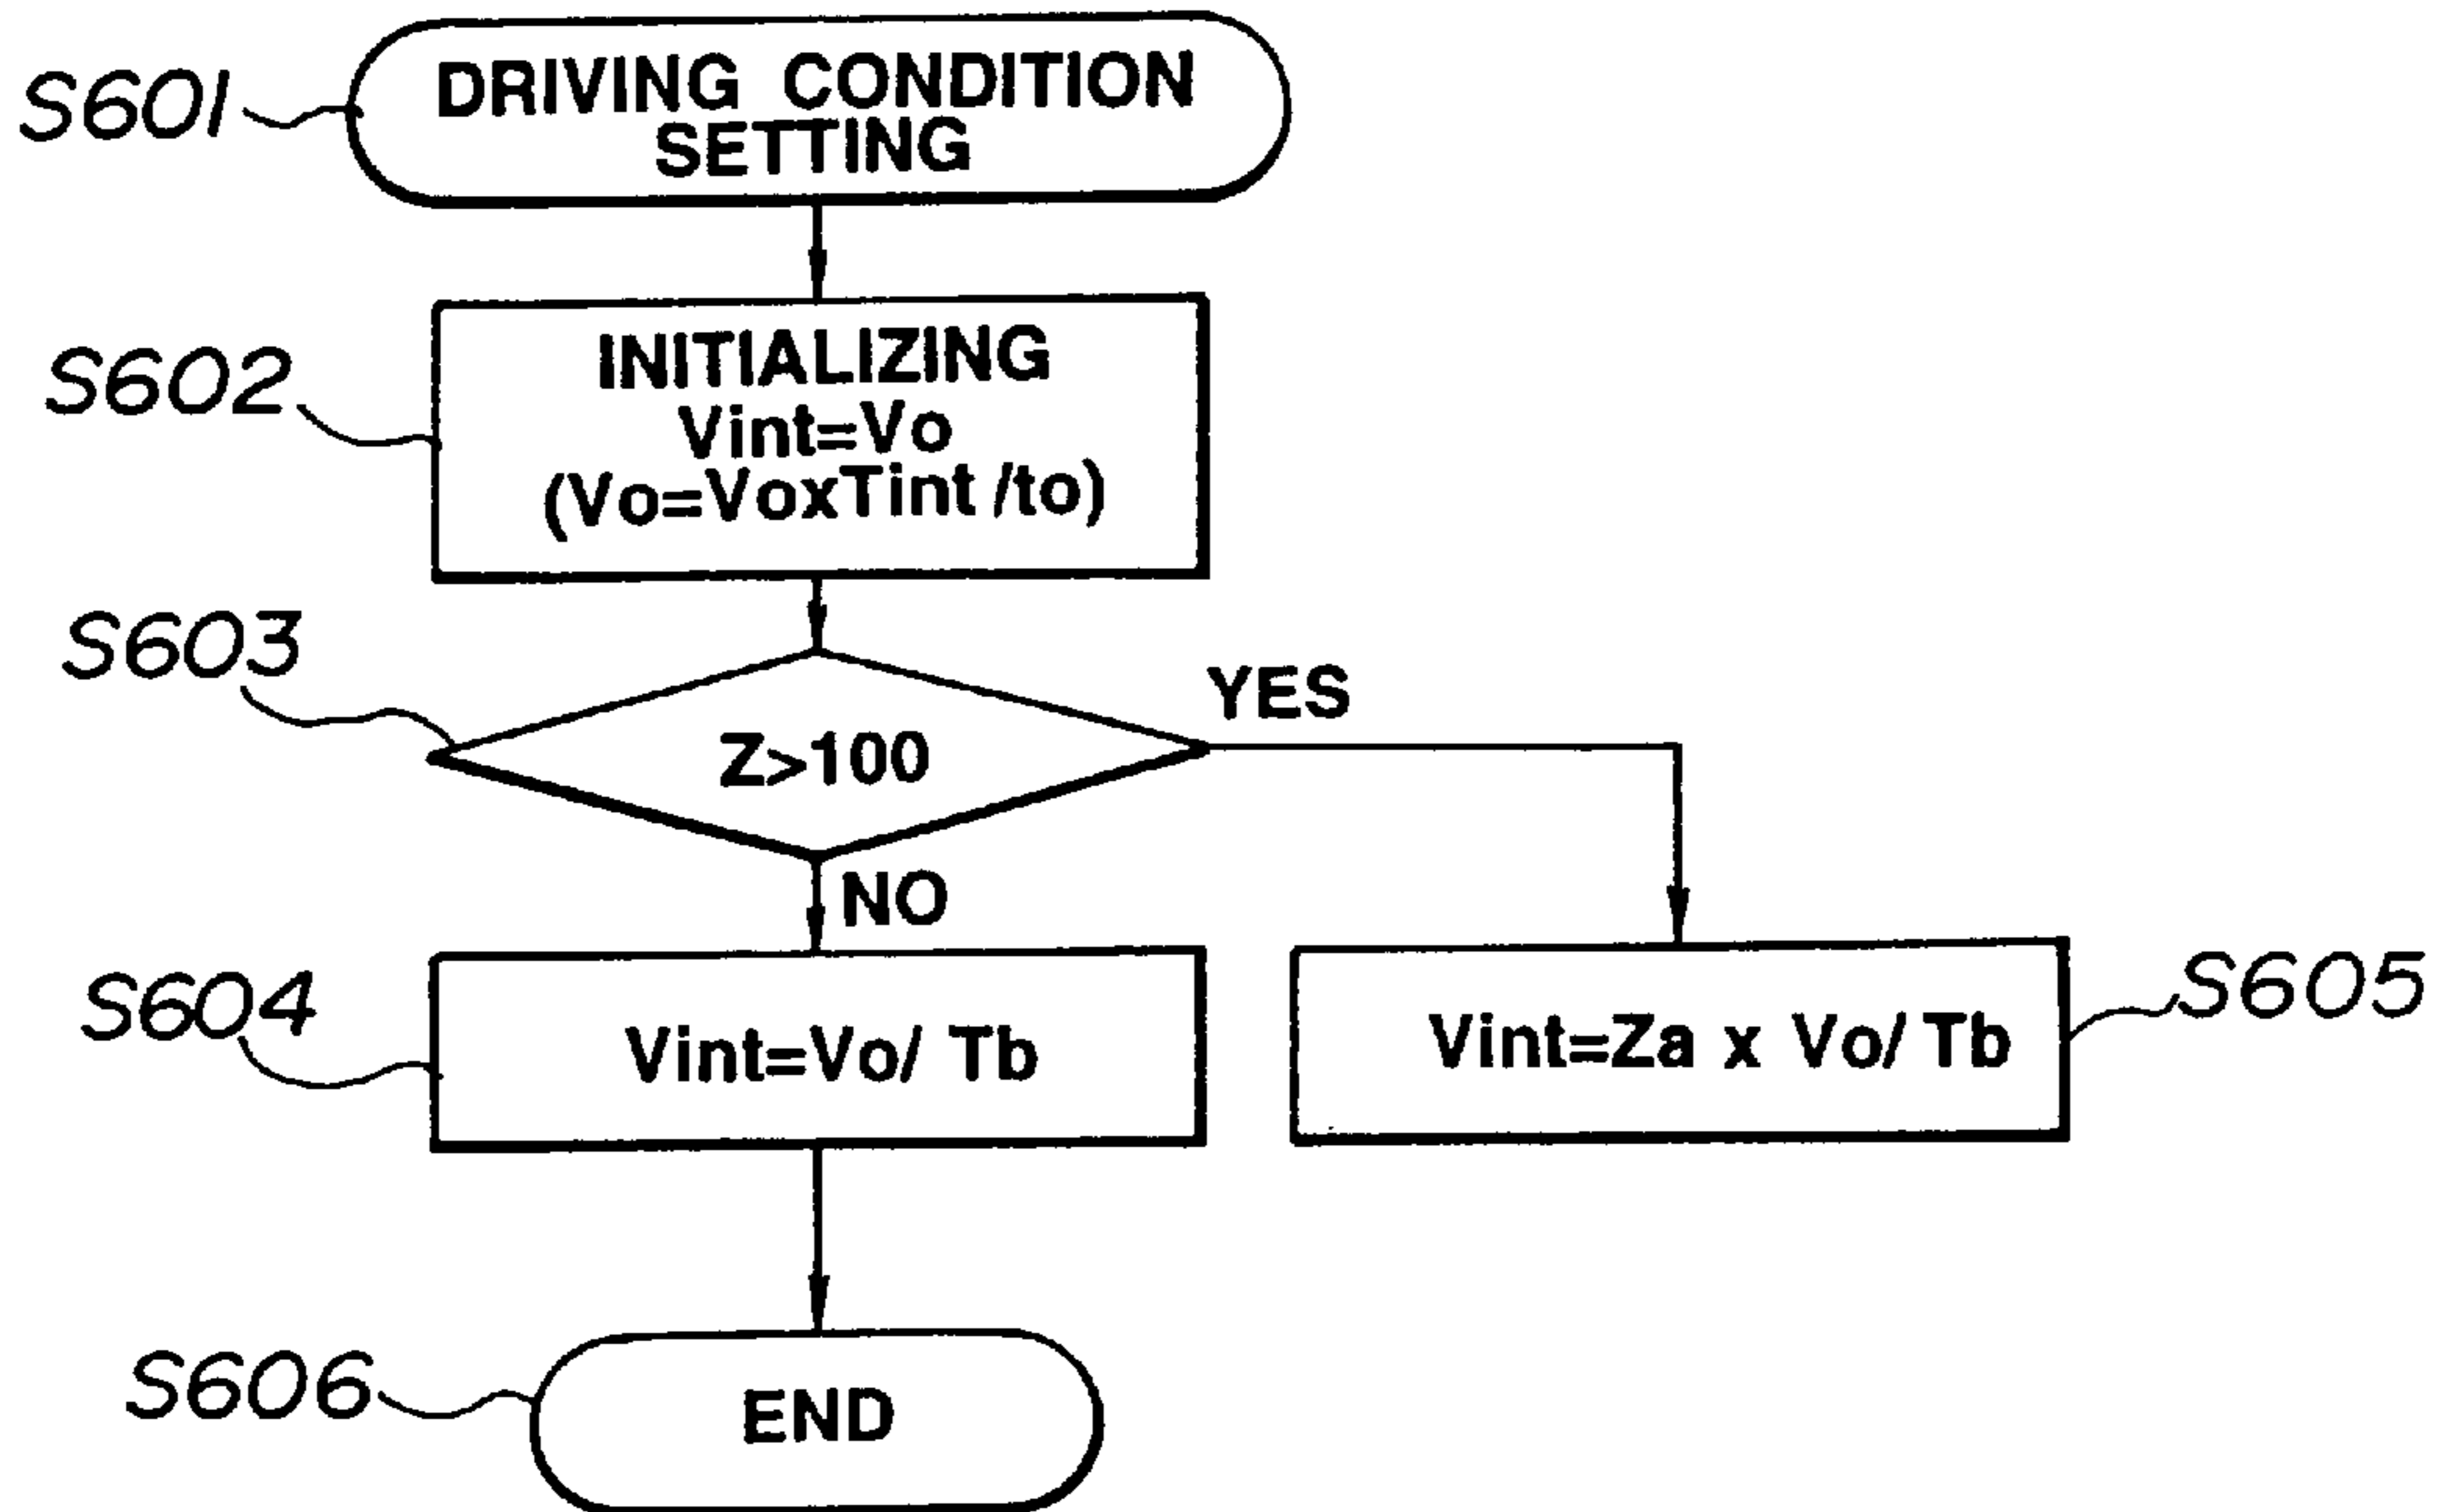 S601
DRIVING CONDITION
SETTING
S602
INITIALIZING
Vint=Vo
(Vo=VoxTint /to)
S603
Z>100
YES
NO
S604
Vint=Vo/ Tb
Vint=Za x Vo/ Tb
S605
S606
END